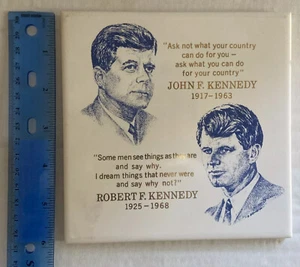 "Ask not what your country
can do for you –
ask what you can do
for your country"
JOHN F. KENNEDY
1917–1963
"Some men see things as they are
and say why.
I dream things that never were
and say why not?"
ROBERT F. KENNEDY
1925–1968